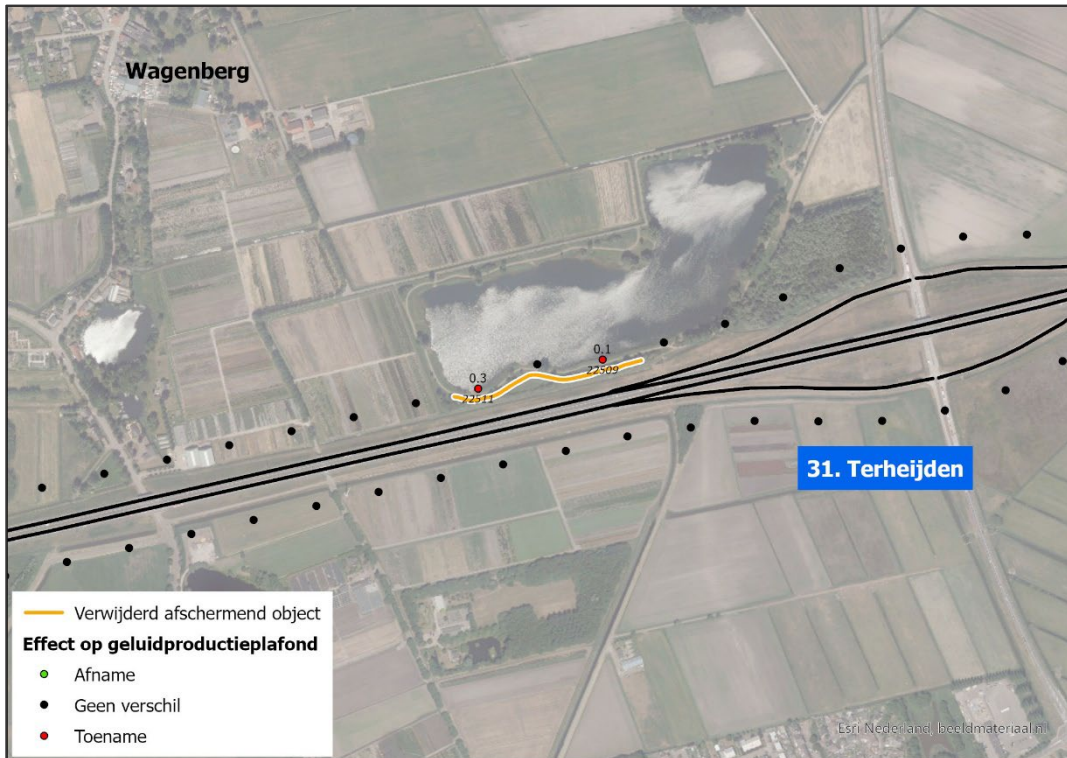 Wagenberg
0.1
22509
0.3
22511
31. Terheijden
Verwijderd afschermend object
Effect op geluidproductieplafond
Afname
Geen verschil
Toename
Esri Nederland, beeldmateriaal.nl